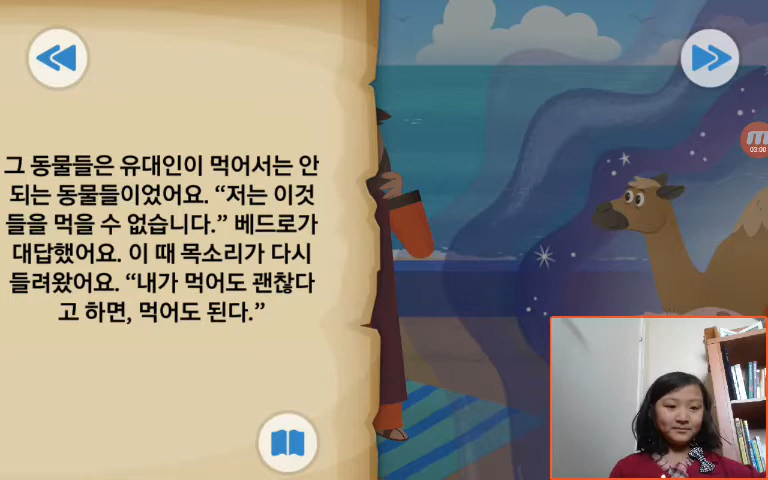 그 동물들은 유대인이 먹어서는 안
되는 동물들이었어요. “저는 이것
들을 먹을 수 없습니다.” 베드로가
대답했어요. 이 때 목소리가 다시
들려왔어요. “내가 먹어도 괜찮다
고 하면, 먹어도 된다.”
03:00